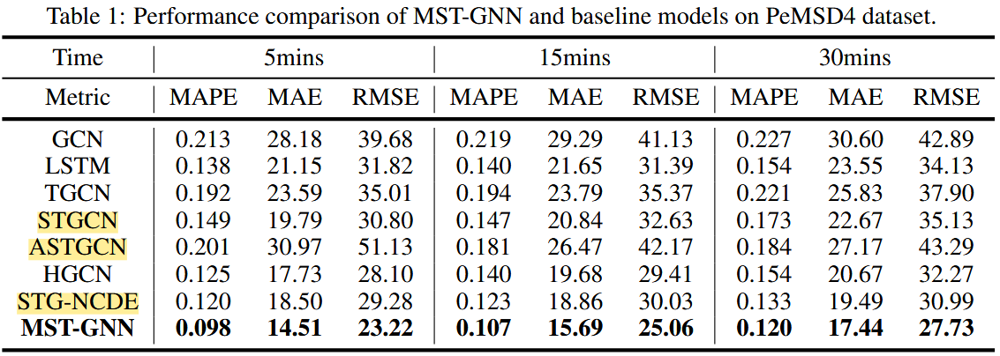 Table 1: Performance comparison of MST-GNN and baseline models on PeMSD4 dataset.
Time 5mins 15mins 30mins
Metric MAPE MAE RMSE MAPE MAE RMSE MAPE MAE RMSE
GCN 0.213 28.18 39.68 0.219 29.29 41.13 0.227 30.60 42.89
LSTM 0.138 21.15 31.82 0.140 21.65 31.39 0.154 23.55 34.13
TGCN 0.192 23.59 35.01 0.194 23.79 35.37 0.221 25.83 37.90
STGCN 0.149 19.79 30.80 0.147 20.84 32.63 0.173 22.67 35.13
ASTGCN 0.201 30.97 51.13 0.181 26.47 42.17 0.184 27.17 43.29
HGCN 0.125 17.73 28.10 0.140 19.68 29.41 0.154 20.67 32.27
STG-NCDE 0.120 18.50 29.28 0.123 18.86 30.03 0.133 19.49 30.99
MST-GNN 0.098 14.51 23.22 0.107 15.69 25.06 0.120 17.44 27.73